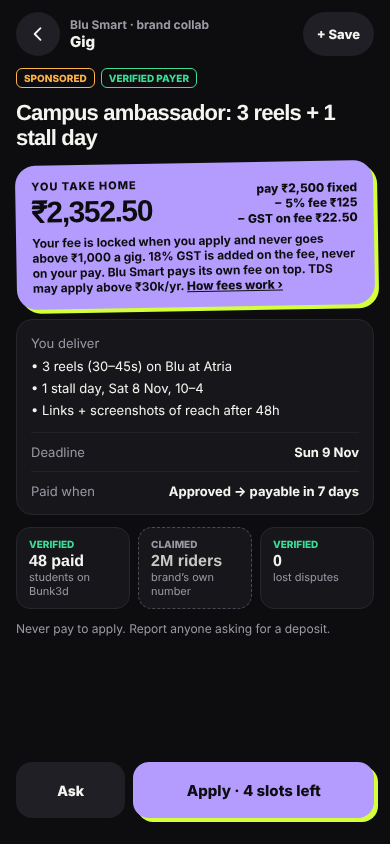 Blu Smart · brand collab
Gig
+ Save
SPONSORED
VERIFIED PAYER
Campus ambassador: 3 reels + 1
stall day
YOU TAKE HOME
₹2,352.50
pay ₹2,500 fixed
− 5% fee ₹125
− GST on fee ₹22.50
Your fee is locked when you apply and never goes
above ₹1,000 a gig. 18% GST is added on the fee, never
on your pay. Blu Smart pays its own fee on top. TDS
may apply above ₹30k/yr. How fees work ›
You deliver
• 3 reels (30–45s) on Blu at Atria
• 1 stall day, Sat 8 Nov, 10–4
• Links + screenshots of reach after 48h
Deadline
Sun 9 Nov
Paid when
Approved → payable in 7 days
VERIFIED
48 paid
students on
Bunk3d
CLAIMED
2M riders
brand's own
number
VERIFIED
0
lost disputes
Never pay to apply. Report anyone asking for a deposit.
Ask
Apply · 4 slots left